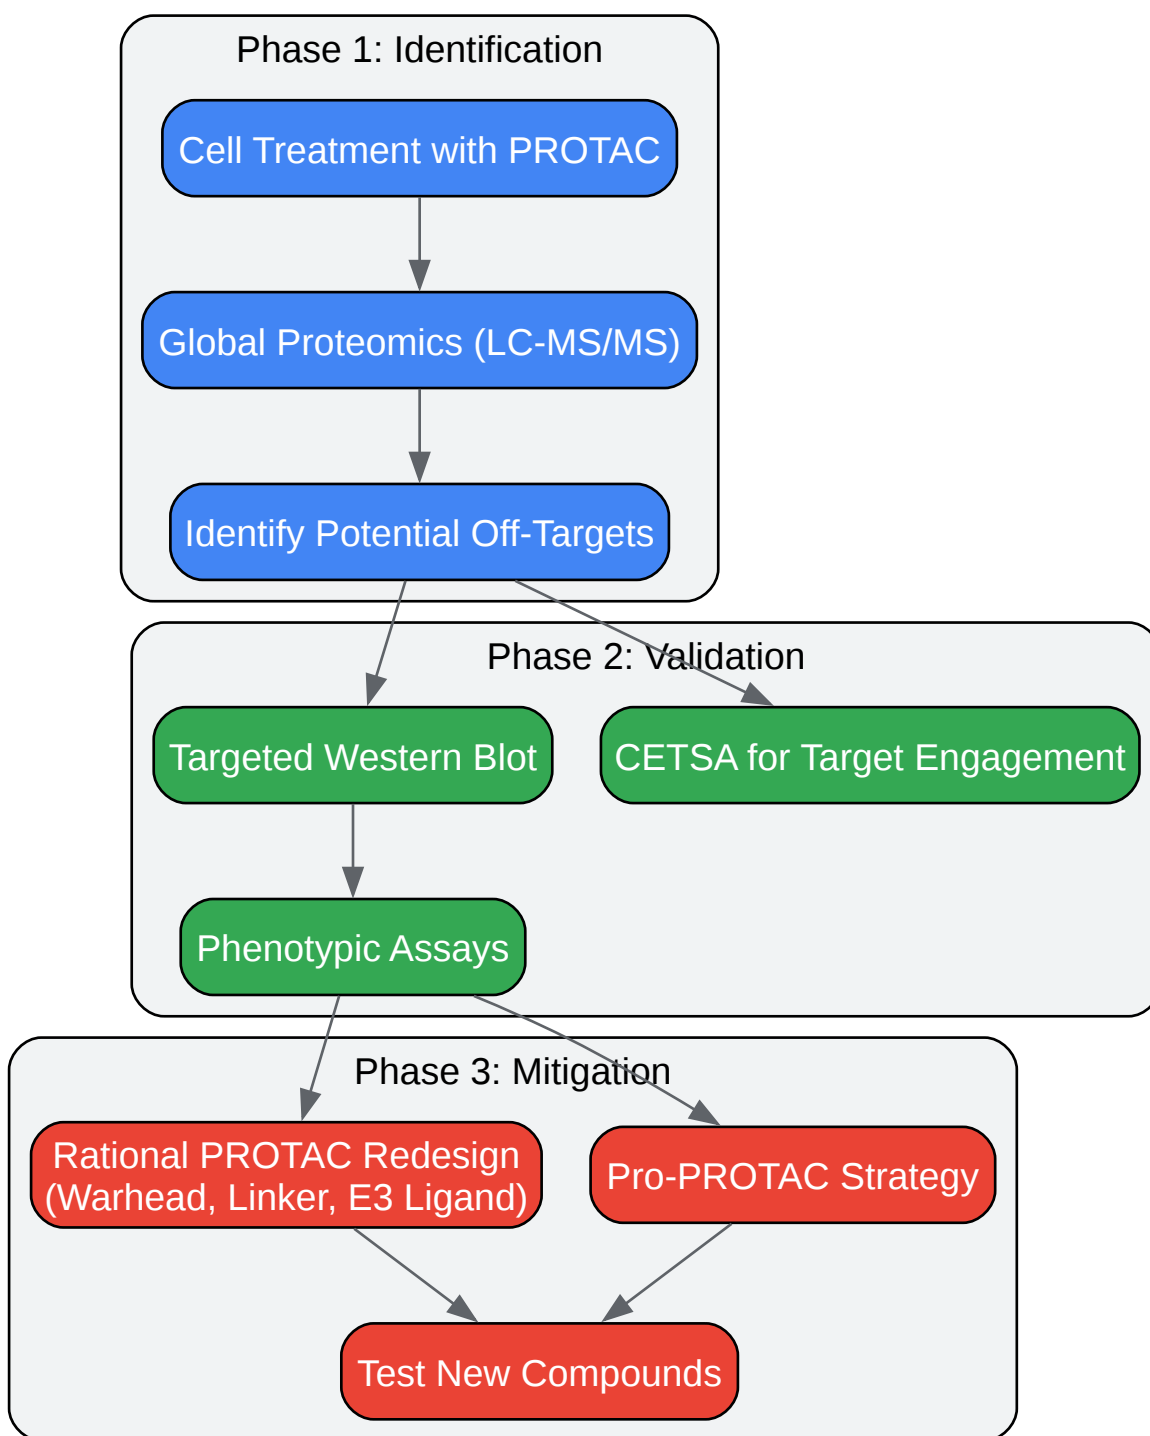 Phase 1: Identification
Cell Treatment with PROTAC
Global Proteomics (LC-MS/MS)
Identify Potential Off-Targets
Phase 2: Validation
Targeted Western Blot
CETSA for Target Engagement
Phenotypic Assays
Phase 3: Mitigation
Rational PROTAC Redesign
(Warhead, Linker, E3 Ligand)
Pro-PROTAC Strategy
Test New Compounds